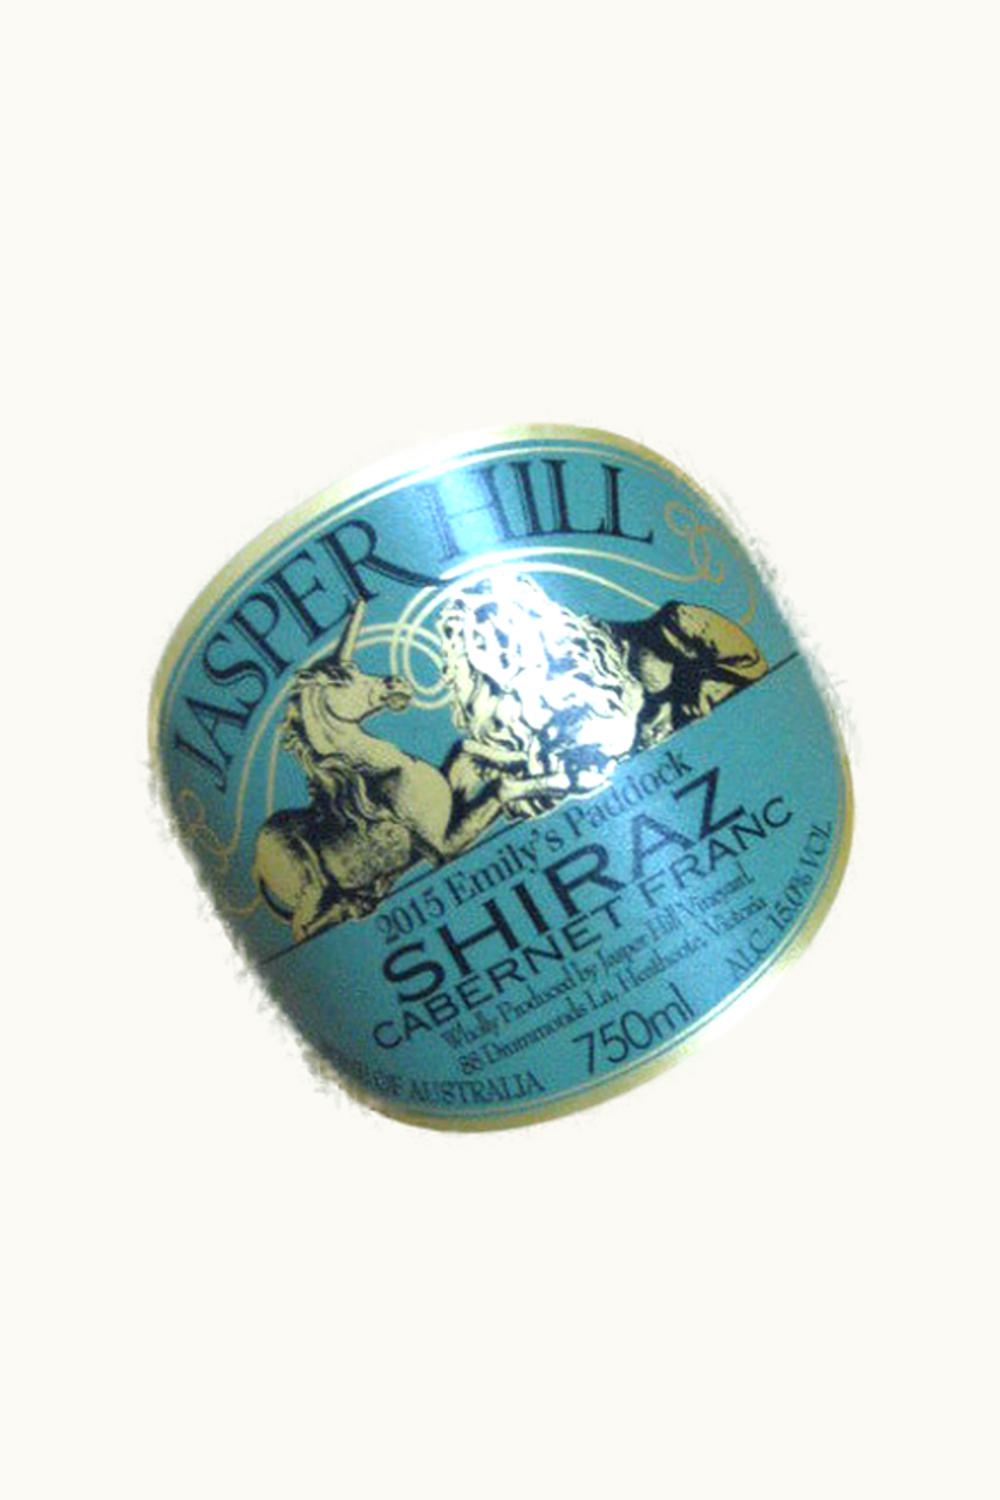 JASPER HILL
2015 Emily's Paddock
SHIRAZ
CABERNET FRANC
Wholly Produced by Jasper Hill Vineyard
88 Drummonds La, Heathcote, Victoria
750ml
ALC 15.0% VOL
OF AUSTRALIA